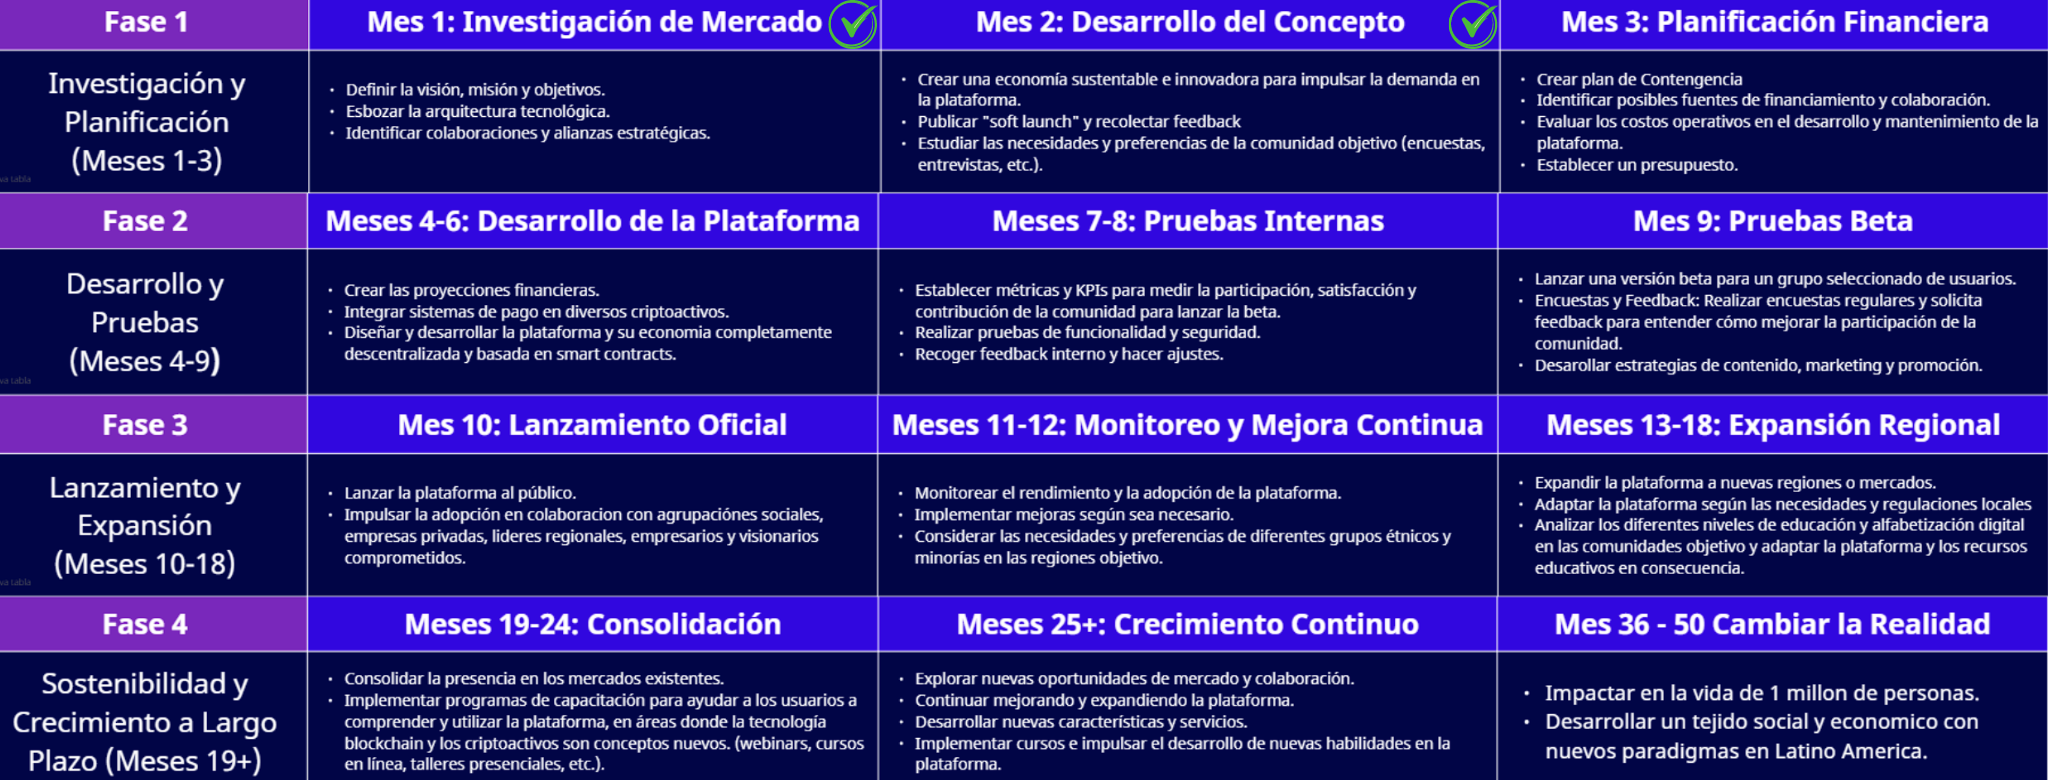 Fase 1
Mes 1: Investigación de Mercado
Mes 2: Desarrollo del Concepto
Mes 3: Planificación Financiera
Investigación y
Planificación
(Meses 1-3)
• Definir la visión, misión y objetivos.
• Esbozar la arquitectura tecnológica.
• Identificar colaboraciones y alianzas estratégicas.
• Crear una economía sustentable e innovadora para impulsar la demanda en
la plataforma.
• Publicar "soft launch" y recolectar feedback
• Estudiar las necesidades y preferencias de la comunidad objetivo (encuestas,
entrevistas, etc.).
• Crear plan de Contengencia
• Identificar posibles fuentes de financiamiento y colaboración.
• Evaluar los costos operativos en el desarrollo y mantenimiento de la
plataforma.
• Establecer un presupuesto.
va tabla
Fase 2
Meses 4-6: Desarrollo de la Plataforma
Meses 7-8: Pruebas Internas
Mes 9: Pruebas Beta
Desarrollo y
Pruebas
(Meses 4-9)
• Crear las proyecciones financieras.
• Integrar sistemas de pago en diversos criptoactivos.
• Diseñar y desarrollar la plataforma y su economia completamente
descentralizada y basada en smart contracts.
• Establecer métricas y KPIs para medir la participación, satisfacción y
contribución de la comunidad para lanzar la beta.
• Realizar pruebas de funcionalidad y seguridad.
• Recoger feedback interno y hacer ajustes.
• Lanzar una versión beta para un grupo seleccionado de usuarios.
• Encuestas y Feedback: Realizar encuestas regulares y solicita
feedback para entender cómo mejorar la participación de la
comunidad.
• Desarollar estrategias de contenido, marketing y promoción.
va tabla
Fase 3
Mes 10: Lanzamiento Oficial
Meses 11-12: Monitoreo y Mejora Continua
Meses 13-18: Expansión Regional
Lanzamiento y
Expansión
(Meses 10-18)
• Lanzar la plataforma al público.
• Impulsar la adopción en colaboracion con agrupaciónes sociales,
empresas privadas, lideres regionales, empresarios y visionarios
comprometidos.
• Monitorear el rendimiento y la adopción de la plataforma.
• Implementar mejoras según sea necesario.
• Considerar las necesidades y preferencias de diferentes grupos étnicos y
minorías en las regiones objetivo.
• Expandir la plataforma a nuevas regiones o mercados.
• Adaptar la plataforma según las necesidades y regulaciones locales
• Analizar los diferentes niveles de educación y alfabetización digital
en las comunidades objetivo y adaptar la plataforma y los recursos
educativos en consecuencia.
va tabla
Fase 4
Meses 19-24: Consolidación
Meses 25+: Crecimiento Continuo
Mes 36 - 50 Cambiar la Realidad
Sostenibilidad y
Crecimiento a Largo
Plazo (Meses 19+)
• Consolidar la presencia en los mercados existentes.
• Implementar programas de capacitación para ayudar a los usuarios a
comprender y utilizar la plataforma, en áreas donde la tecnología
blockchain y los criptoactivos son conceptos nuevos. (webinars, cursos
en línea, talleres presenciales, etc.).
• Explorar nuevas oportunidades de mercado y colaboración.
• Continuar mejorando y expandiendo la plataforma.
• Desarrollar nuevas características y servicios.
• Implementar cursos e impulsar el desarrollo de nuevas habilidades en la
plataforma.
• Impactar en la vida de 1 millon de personas.
• Desarrollar un tejido social y economico con
nuevos paradigmas en Latino America.